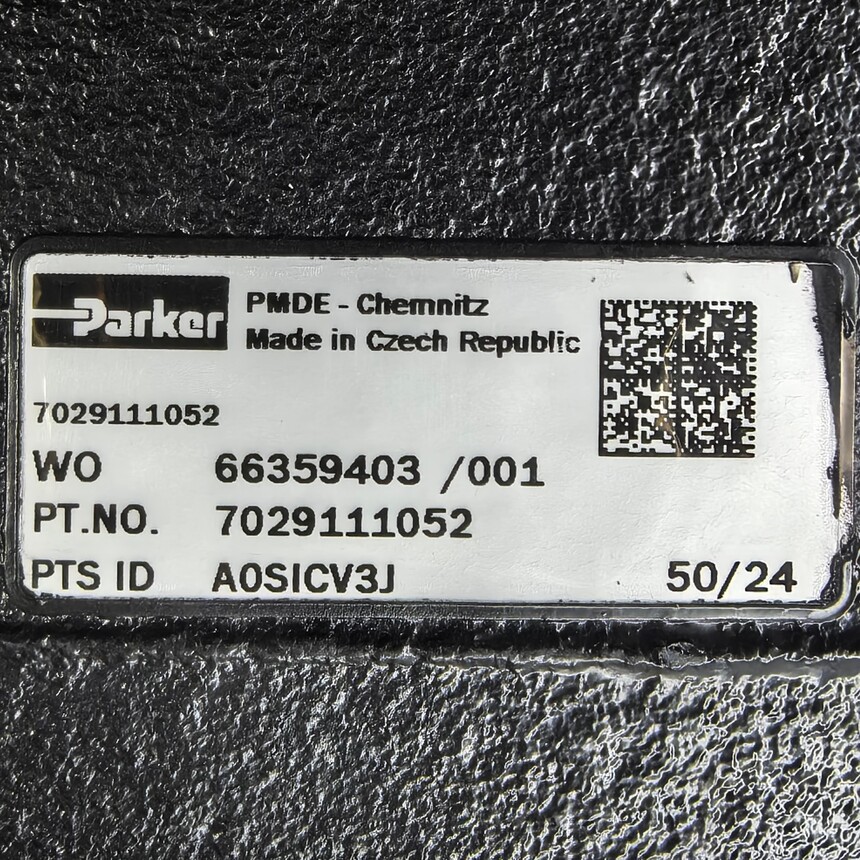 Parker
PMDE - Chemnitz
Made in Czech Republic
7029111052
WO 66359403 /001
PT.NO. 7029111052
PTS ID A0SICV3J 50/24